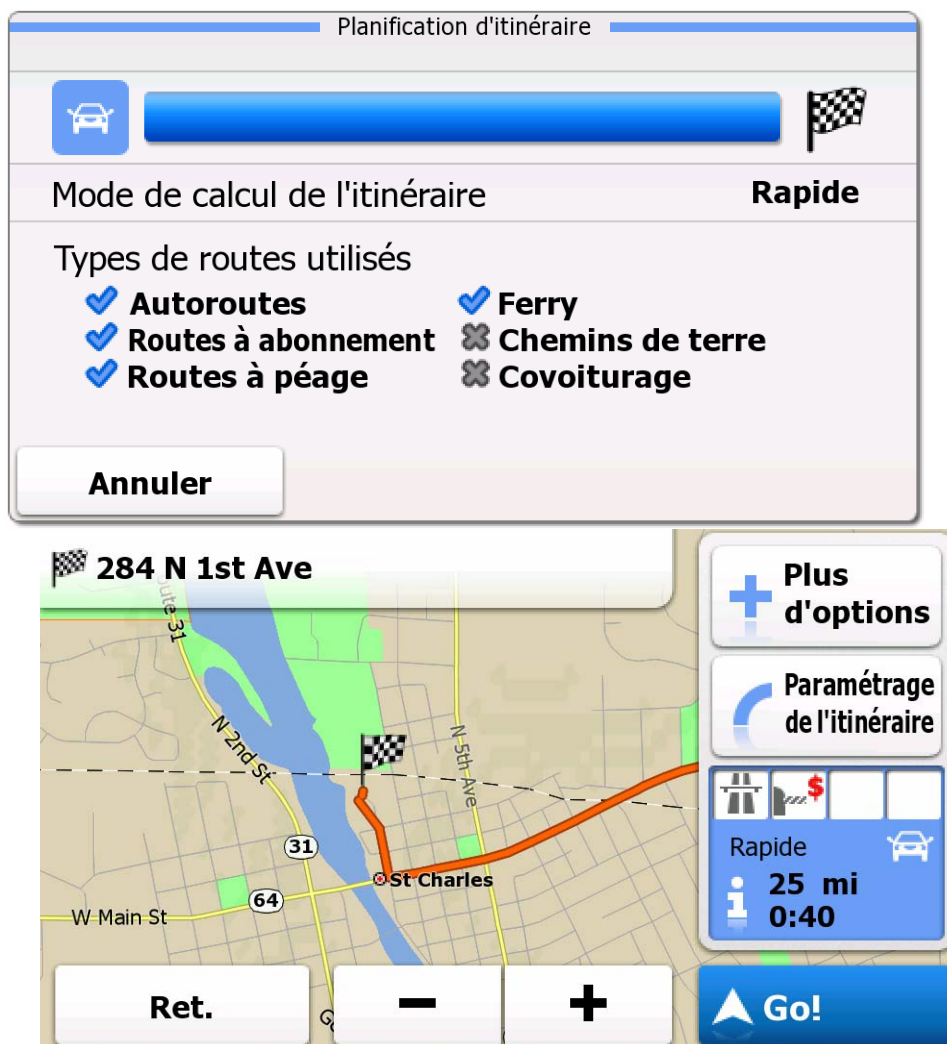 Planification d'itinéraire
Mode de calcul de l'itinéraire Rapide
Types de routes utilisés
Autoroutes Ferry
Routes à abonnement Chemins de terre
Routes à péage Covoiturage
Annuler
284 N 1st Ave
Plus
d'options
Paramétrage
de l'itinéraire
31
N 2nd St
N 5th Ave
$
Rapide
31
25 mi
0:40
St Charles
64
W Main St
Ret.
Go!